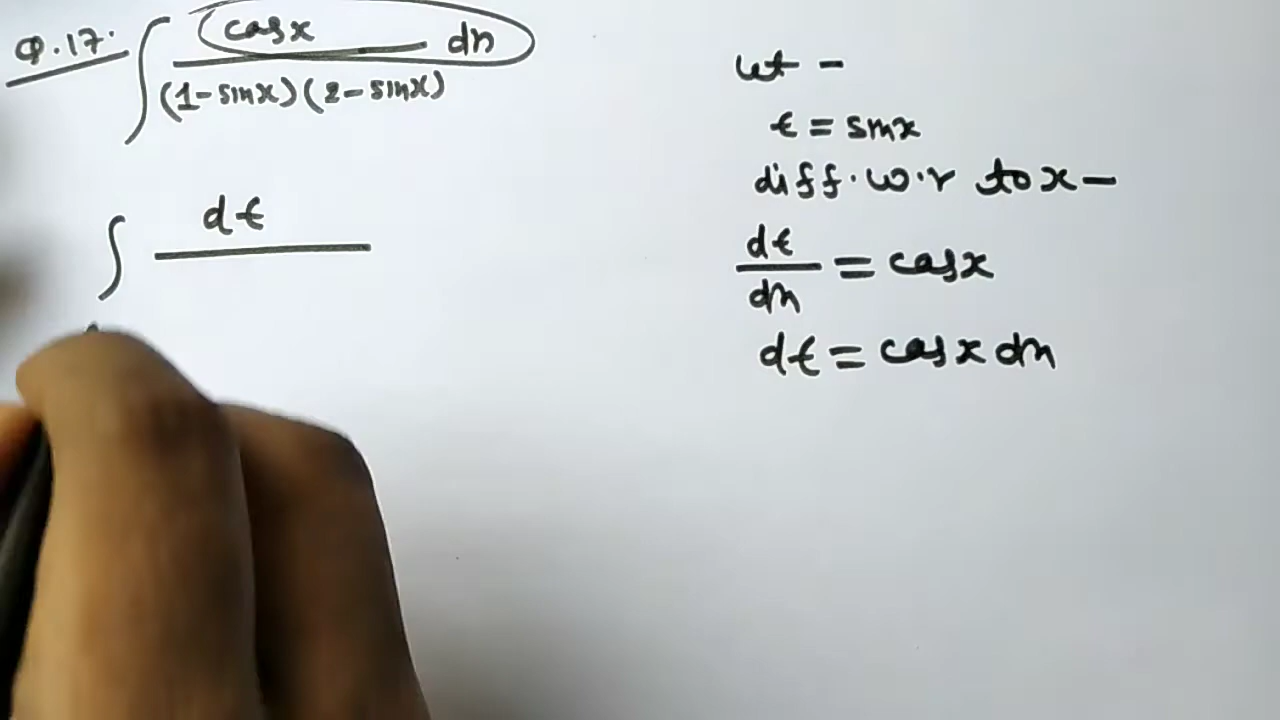 Q.17. ∫ cosx dx
(1-sinx)(2-sinx)
∫ dt
let -
t = sinx
diff. w.r to x -
dt
dx = cosx
dt = cosx dx